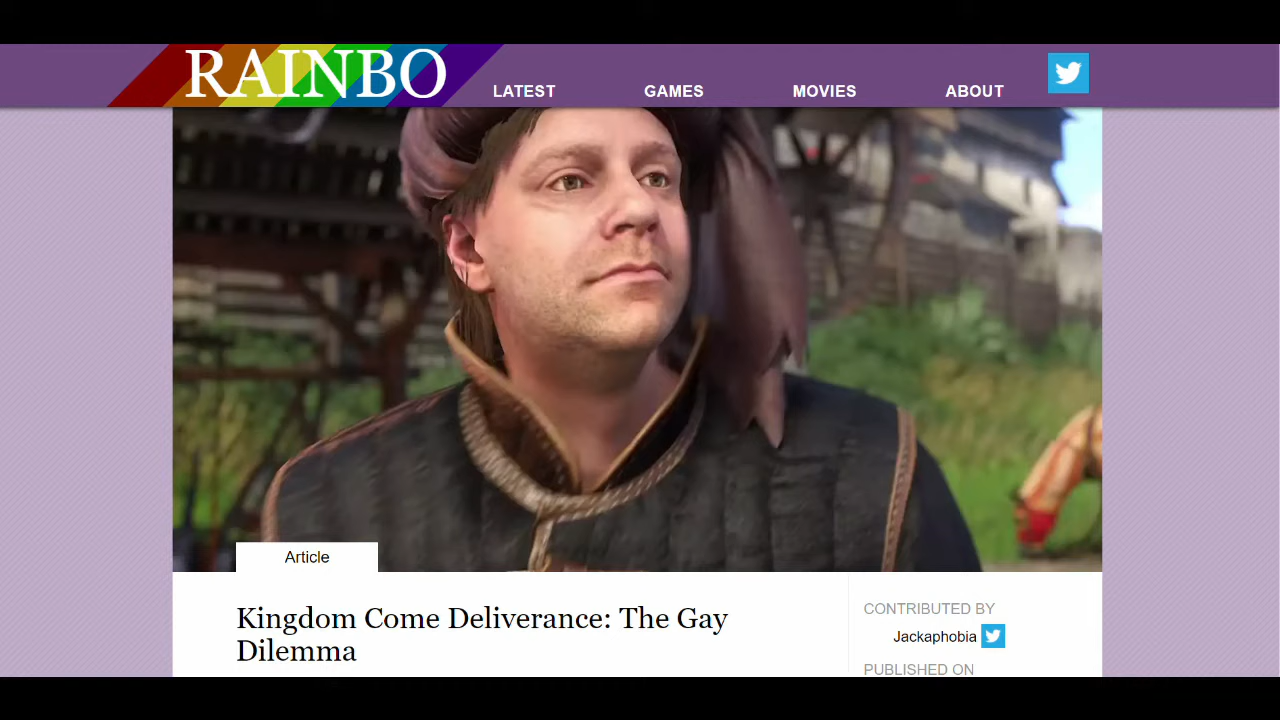 RAINBO
LATEST GAMES MOVIES ABOUT
Article
Kingdom Come Deliverance: The Gay
Dilemma
CONTRIBUTED BY
Jackaphobia
PUBLISHED ON